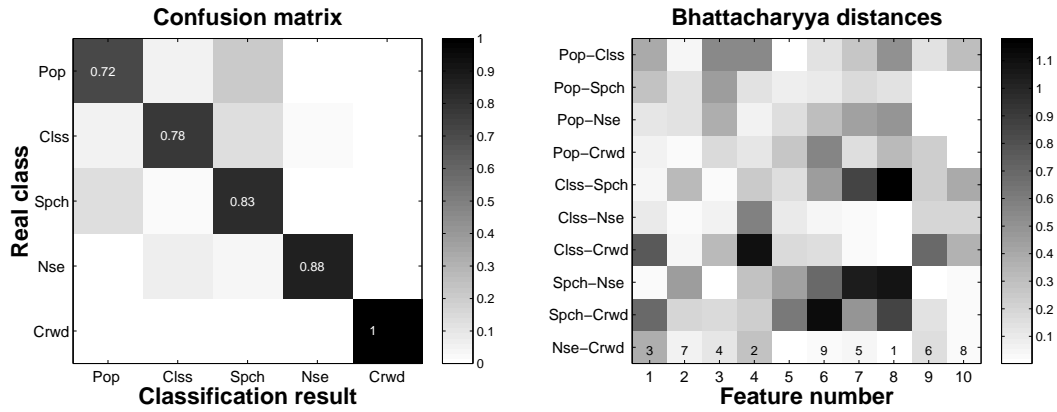 Confusion matrix
Bhattacharyya distances
Real class
Pop
Clss
Spch
Nse
Crwd
0.72
0.78
0.83
0.88
1
Pop Clss Spch Nse Crwd
Classification result
1
0.9
0.8
0.7
0.6
0.5
0.4
0.3
0.2
0.1
0
Pop−Clss
Pop−Spch
Pop−Nse
Pop−Crwd
Clss−Spch
Clss−Nse
Clss−Crwd
Spch−Nse
Spch−Crwd
Nse−Crwd
3 7 4 2 9 5 1 6 8
1 2 3 4 5 6 7 8 9 10
Feature number
1.1
1
0.9
0.8
0.7
0.6
0.5
0.4
0.3
0.2
0.1